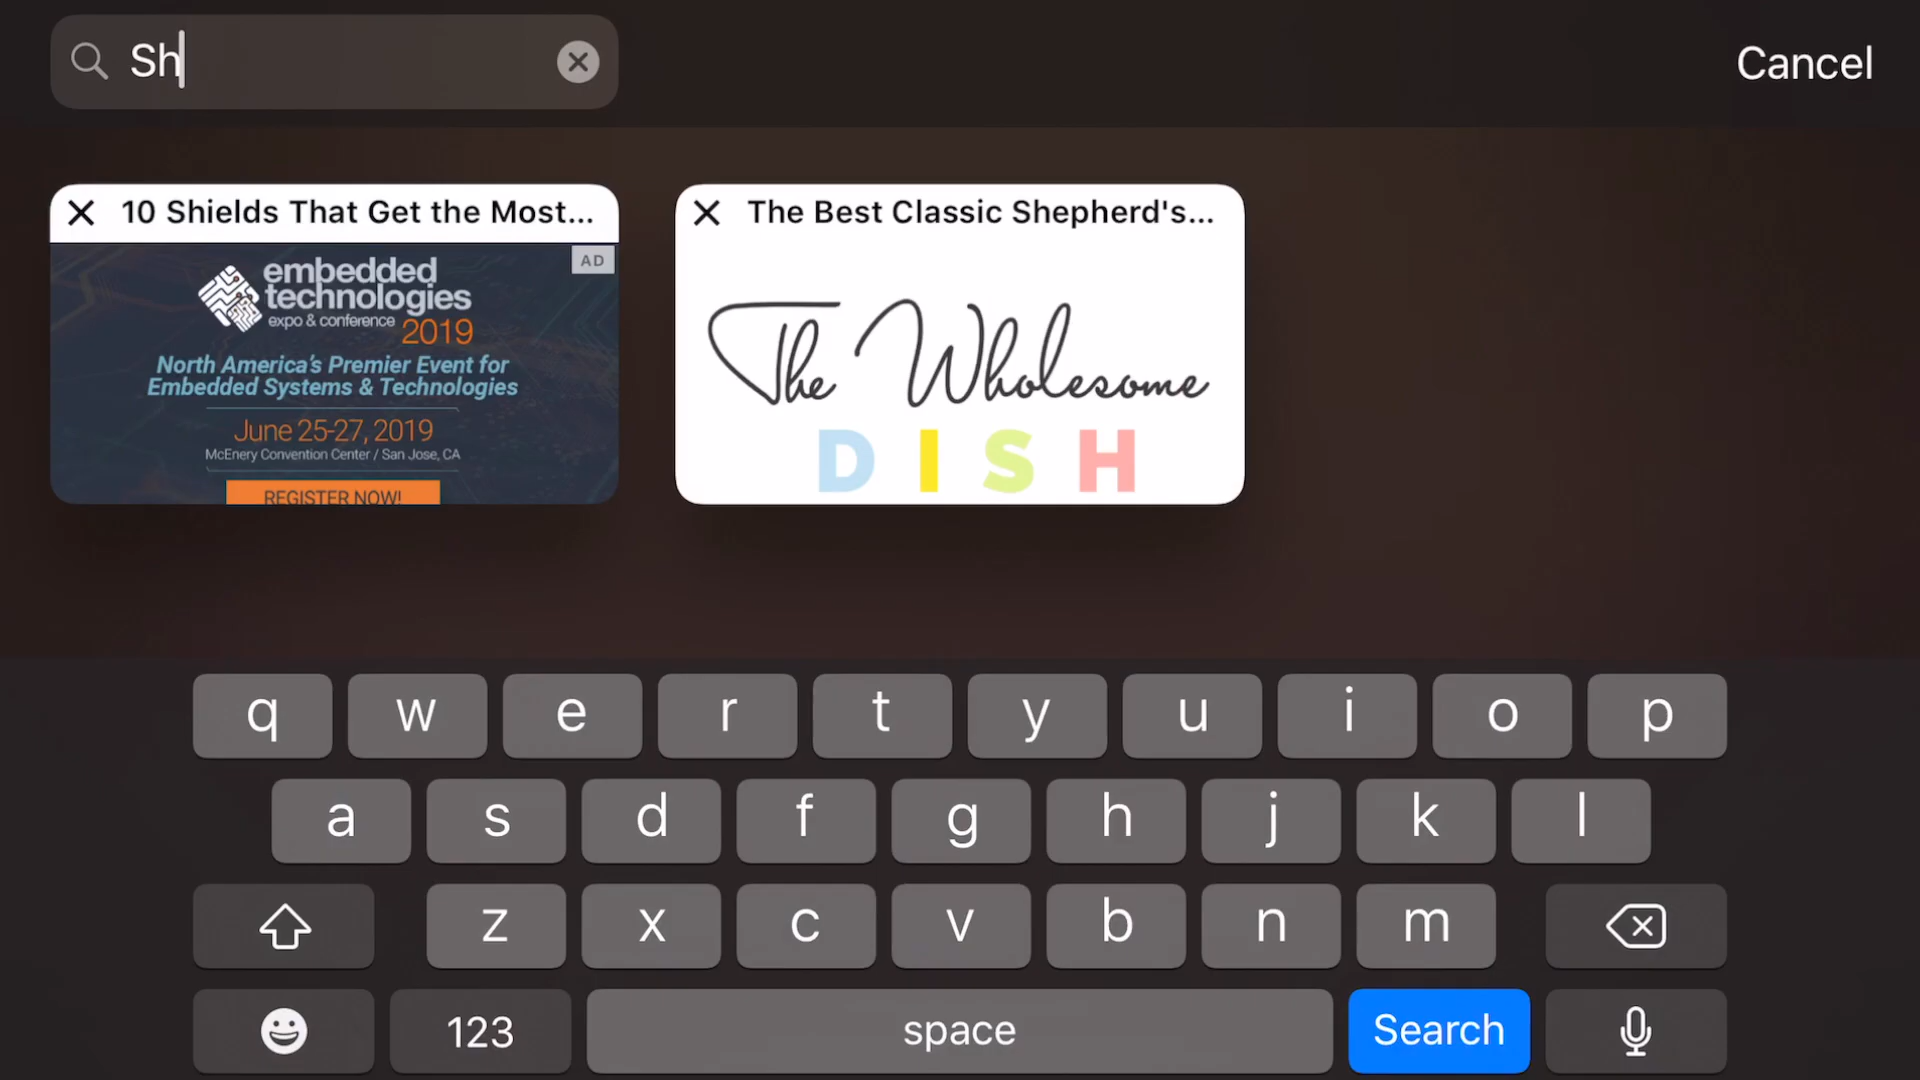 Sh
Cancel
10 Shields That Get the Most...
The Best Classic Shepherd's...
AD
embedded
technologies
expo & conference 2019
North America's Premier Event for
Embedded Systems & Technologies
June 25-27, 2019
McEnery Convention Center / San Jose, CA
REGISTER NOW!
The Wholesome
DISH
q w e r t y u i o p
a s d f g h j k l
z x c v b n m
123 space Search